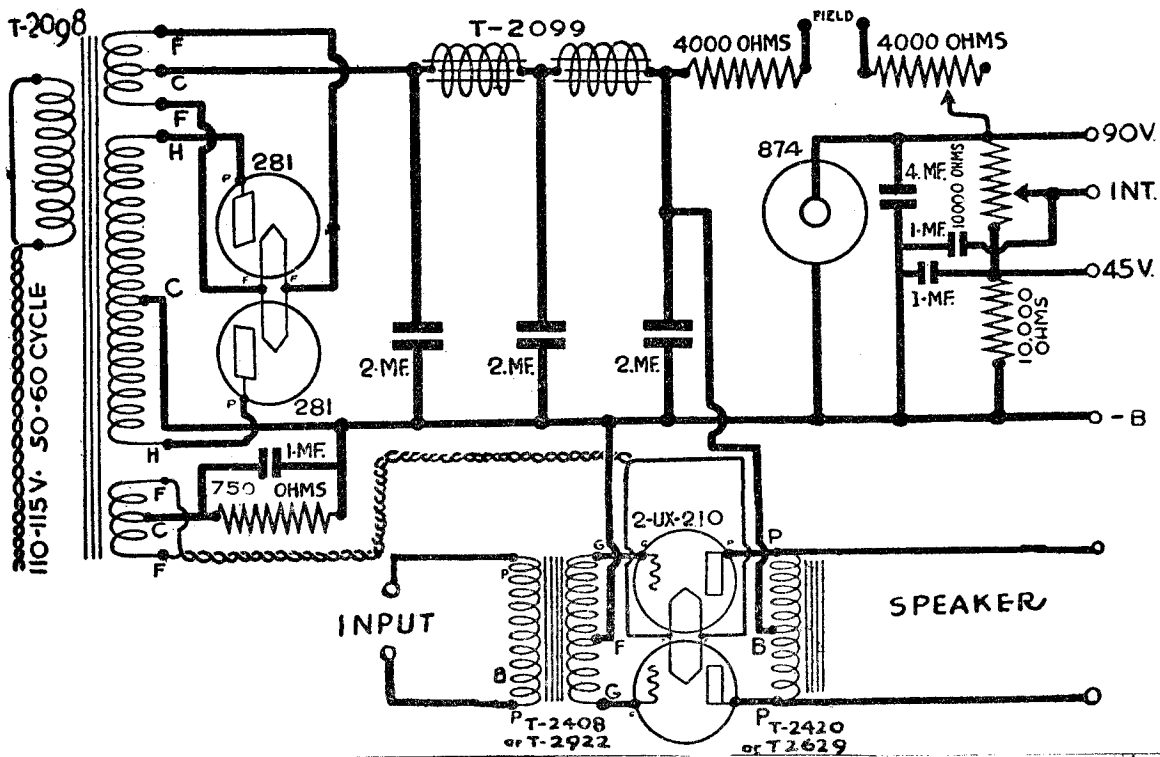 T-2098
F
C
F
H
C
H
F
C
F
110-115 V. 50-60 CYCLE
P
281
F
F
P
281
T-2099
4000 OHMS
FIELD
4000 OHMS
2.MF.
2.MF.
2.MF.
874
4.MF.
10000 OHMS
1.MF.
1.MF.
10,000
OHMS
90V.
INT.
45V.
-B
1.MF.
750 OHMS
INPUT
P
B
P
T-2408
or T-2922
G
F
G
2-UX-210
G
P
P
B
P
T-2420
or T2629
SPEAKER